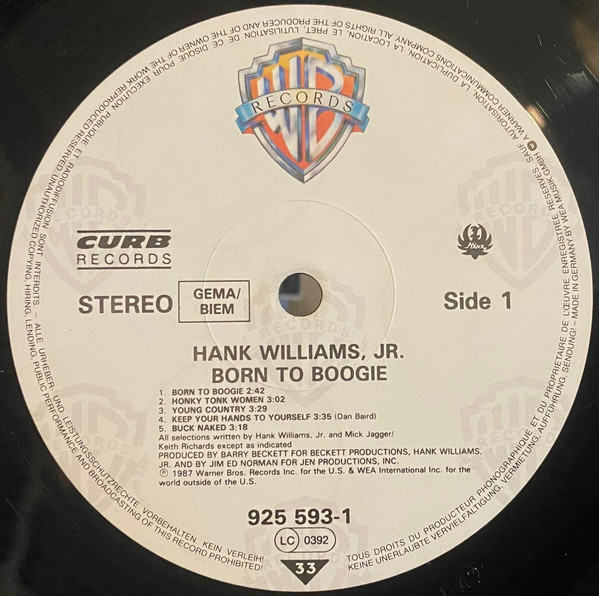 WB
RECORDS
CURB
RECORDS
Hank
STEREO
GEMA/
BIEM
Side 1
HANK WILLIAMS, JR.
BORN TO BOOGIE
1. BORN TO BOOGIE 2:42
2. HONKY TONK WOMEN 3:02
3. YOUNG COUNTRY 3:29
4. KEEP YOUR HANDS TO YOURSELF 3:35 (Dan Baird)
5. BUCK NAKED 3:18
All selections written by Hank Williams, Jr. and Mick Jagger/
Keith Richards except as indicated
PRODUCED BY BARRY BECKETT FOR BECKETT PRODUCTIONS, HANK WILLIAMS,
JR. AND BY JIM ED NORMAN FOR JEN PRODUCTIONS, INC.
℗ 1987 Warner Bros. Records Inc. for the U.S. & WEA International Inc. for the
world outside of the U.S.
925 593-1
LC 0392
33
- ALLE URHEBER- UND LEISTUNGSSCHUTZRECHTE VORBEHALTEN. KEIN VERLEIH!
KEINE UNERLAUBTE VERVIELFÄLTIGUNG, VERMIETUNG, AUFFÜHRUNG, SENDUNG! - MADE IN GERMANY BY WEA MUSIK GMBH
A WARNER COMMUNICATIONS COMPANY. ALL RIGHTS OF THE PRODUCER AND OF THE OWNER OF THE WORK REPRODUCED RESERVED. UNAUTHORIZED COPYING, HIRING, LENDING, PUBLIC PERFORMANCE AND BROADCASTING OF THIS RECORD PROHIBITED!
TOUS DROITS DU PRODUCTEUR PHONOGRAPHIQUE ET DU PROPRIETAIRE DE L'ŒUVRE ENREGISTREE RESERVES. SAUF AUTORISATION, LA DUPLICATION, LA LOCATION, LE PRET, L'UTILISATION DE CE DISQUE POUR EXECUTION PUBLIQUE ET RADIODIFFUSION SONT INTERDITS.